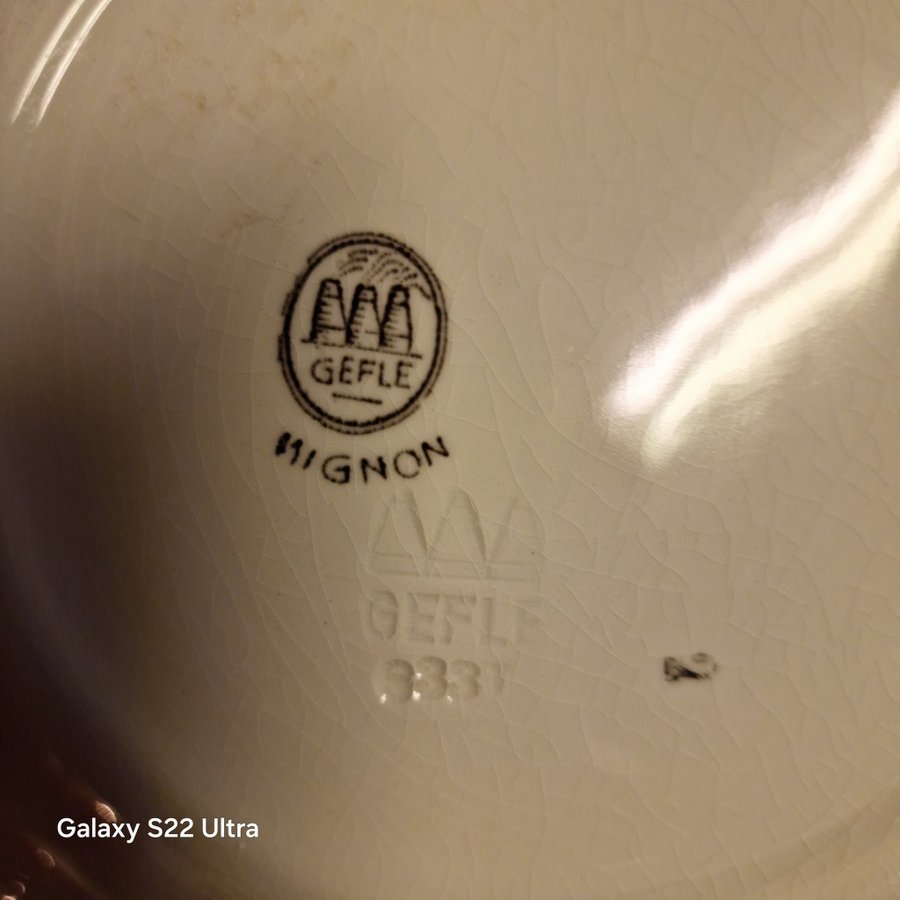 GEFLE
MIGNON
GEFLE
Galaxy S22 Ultra